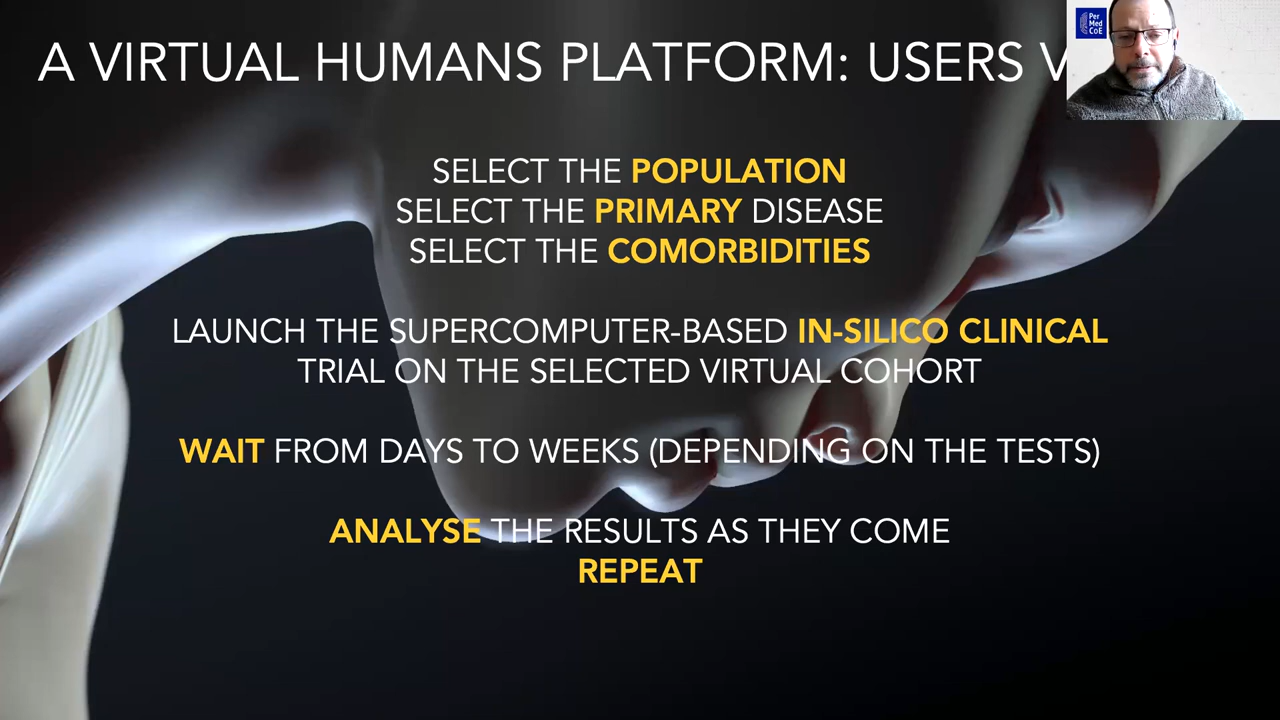 A VIRTUAL HUMANS PLATFORM: USERS V
Per
Med
CoE
SELECT THE POPULATION
SELECT THE PRIMARY DISEASE
SELECT THE COMORBIDITIES
LAUNCH THE SUPERCOMPUTER-BASED IN-SILICO CLINICAL
TRIAL ON THE SELECTED VIRTUAL COHORT
WAIT FROM DAYS TO WEEKS (DEPENDING ON THE TESTS)
ANALYSE THE RESULTS AS THEY COME
REPEAT